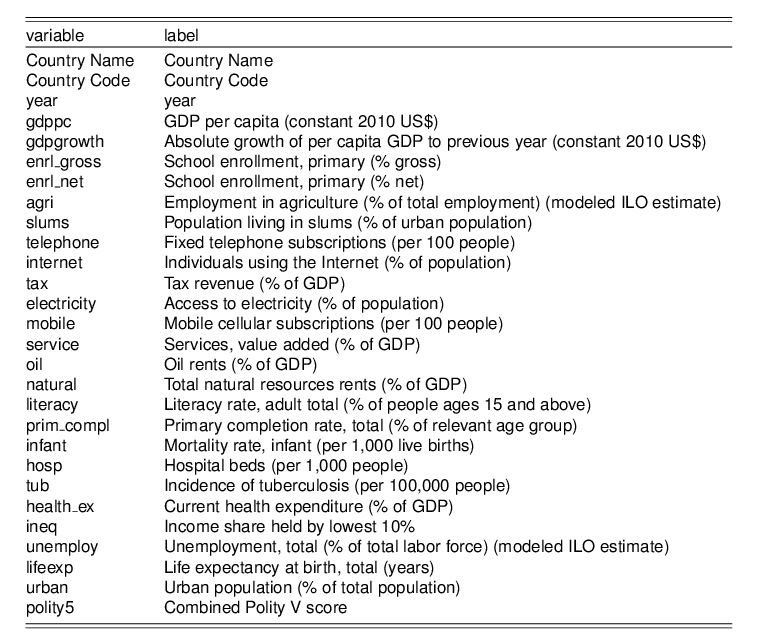 variable label
Country Name Country Name
Country Code Country Code
year year
gdppc GDP per capita (constant 2010 US$)
gdpgrowth Absolute growth of per capita GDP to previous year (constant 2010 US$)
enrl_gross School enrollment, primary (% gross)
enrl_net School enrollment, primary (% net)
agri Employment in agriculture (% of total employment) (modeled ILO estimate)
slums Population living in slums (% of urban population)
telephone Fixed telephone subscriptions (per 100 people)
internet Individuals using the Internet (% of population)
tax Tax revenue (% of GDP)
electricity Access to electricity (% of population)
mobile Mobile cellular subscriptions (per 100 people)
service Services, value added (% of GDP)
oil Oil rents (% of GDP)
natural Total natural resources rents (% of GDP)
literacy Literacy rate, adult total (% of people ages 15 and above)
prim_compl Primary completion rate, total (% of relevant age group)
infant Mortality rate, infant (per 1,000 live births)
hosp Hospital beds (per 1,000 people)
tub Incidence of tuberculosis (per 100,000 people)
health_ex Current health expenditure (% of GDP)
ineq Income share held by lowest 10%
unemploy Unemployment, total (% of total labor force) (modeled ILO estimate)
lifeexp Life expectancy at birth, total (years)
urban Urban population (% of total population)
polity5 Combined Polity V score